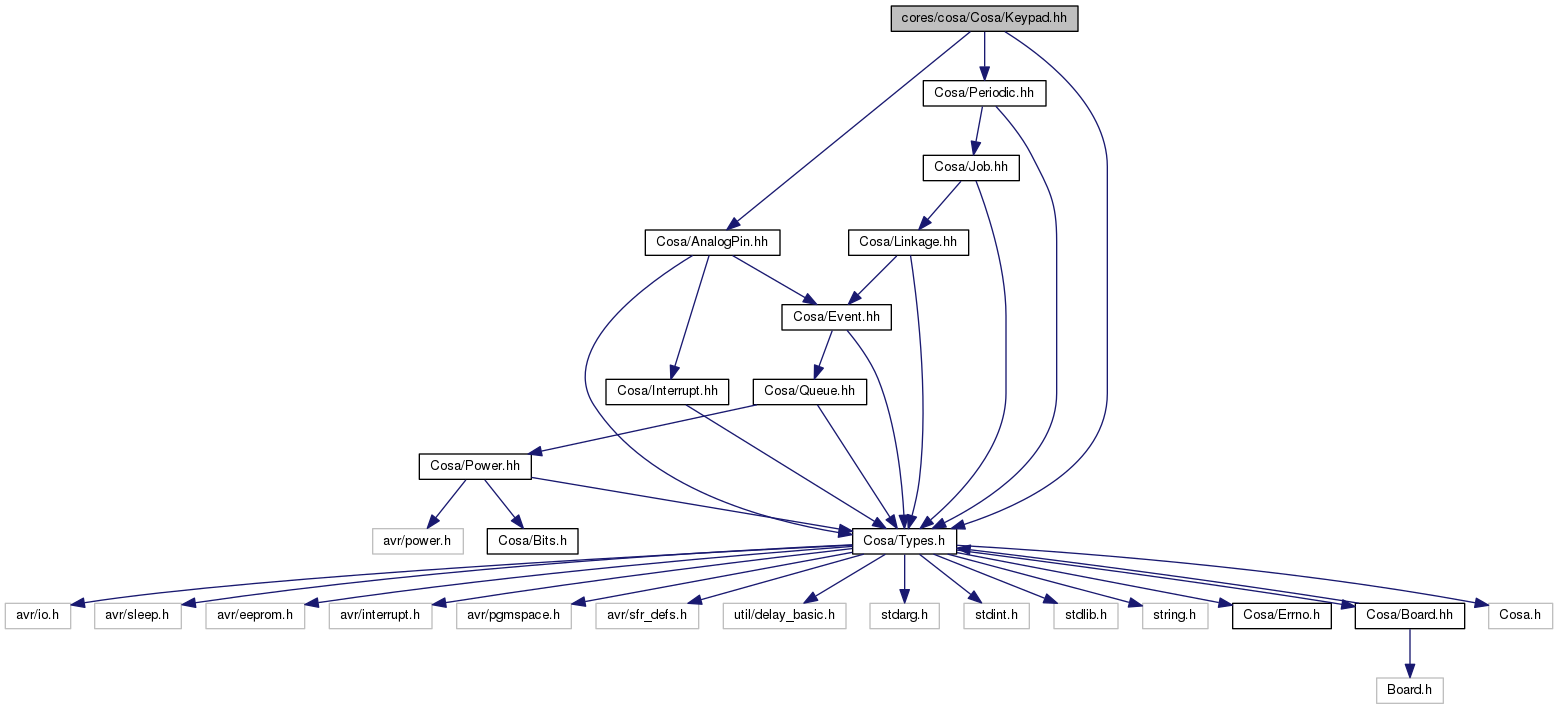 cores/cosa/Cosa/Keypad.hh
Cosa/Periodic.hh
Cosa/Job.hh
Cosa/AnalogPin.hh
Cosa/Linkage.hh
Cosa/Event.hh
Cosa/Interrupt.hh
Cosa/Queue.hh
Cosa/Power.hh
avr/power.h
Cosa/Bits.h
Cosa/Types.h
avr/io.h
avr/sleep.h
avr/eeprom.h
avr/interrupt.h
avr/pgmspace.h
avr/sfr_defs.h
util/delay_basic.h
stdarg.h
stdint.h
stdlib.h
string.h
Cosa/Errno.h
Cosa/Board.hh
Cosa.h
Board.h